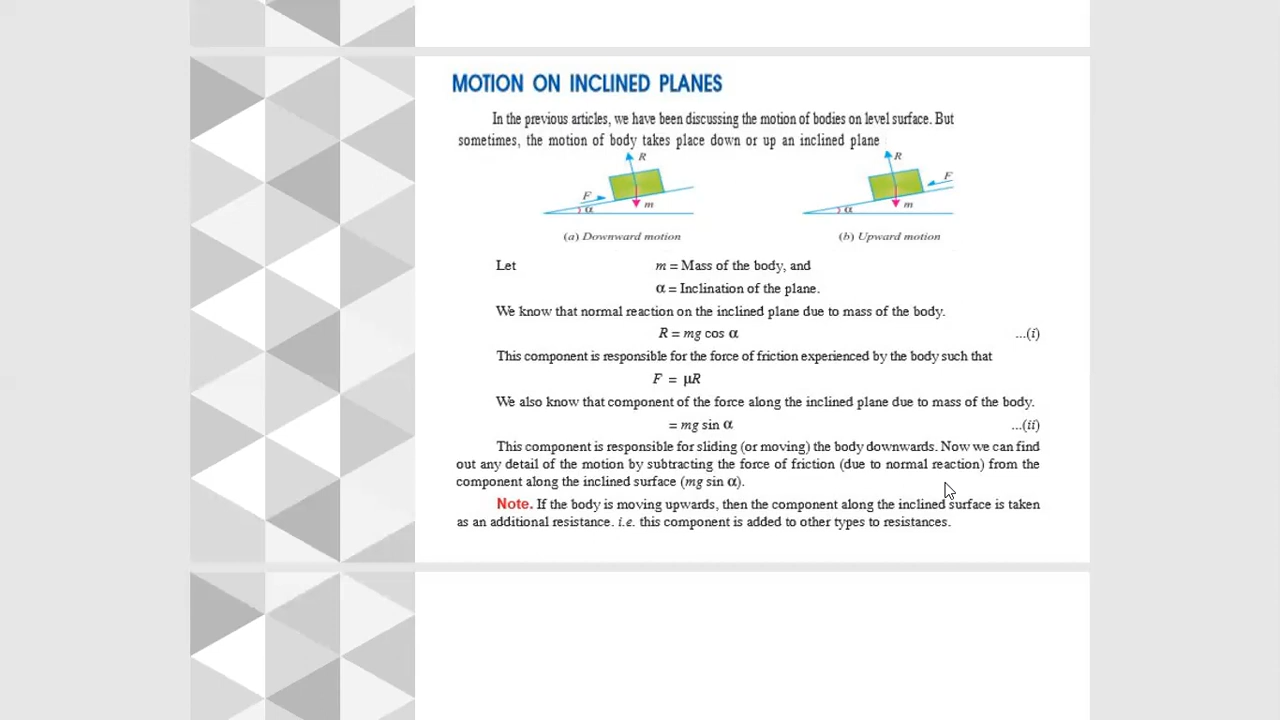 MOTION ON INCLINED PLANES
In the previous articles, we have been discussing the motion of bodies on level surface. But
sometimes, the motion of body takes place down or up an inclined plane
R
F
α
m
(a) Downward motion
R
F
α
m
(b) Upward motion
Let m = Mass of the body, and
α = Inclination of the plane.
We know that normal reaction on the inclined plane due to mass of the body.
R = mg cos α ...(i)
This component is responsible for the force of friction experienced by the body such that
F = μR
We also know that component of the force along the inclined plane due to mass of the body.
= mg sin α ...(ii)
This component is responsible for sliding (or moving) the body downwards. Now we can find
out any detail of the motion by subtracting the force of friction (due to normal reaction) from the
component along the inclined surface (mg sin α).
Note. If the body is moving upwards, then the component along the inclined surface is taken
as an additional resistance. i.e. this component is added to other types to resistances.